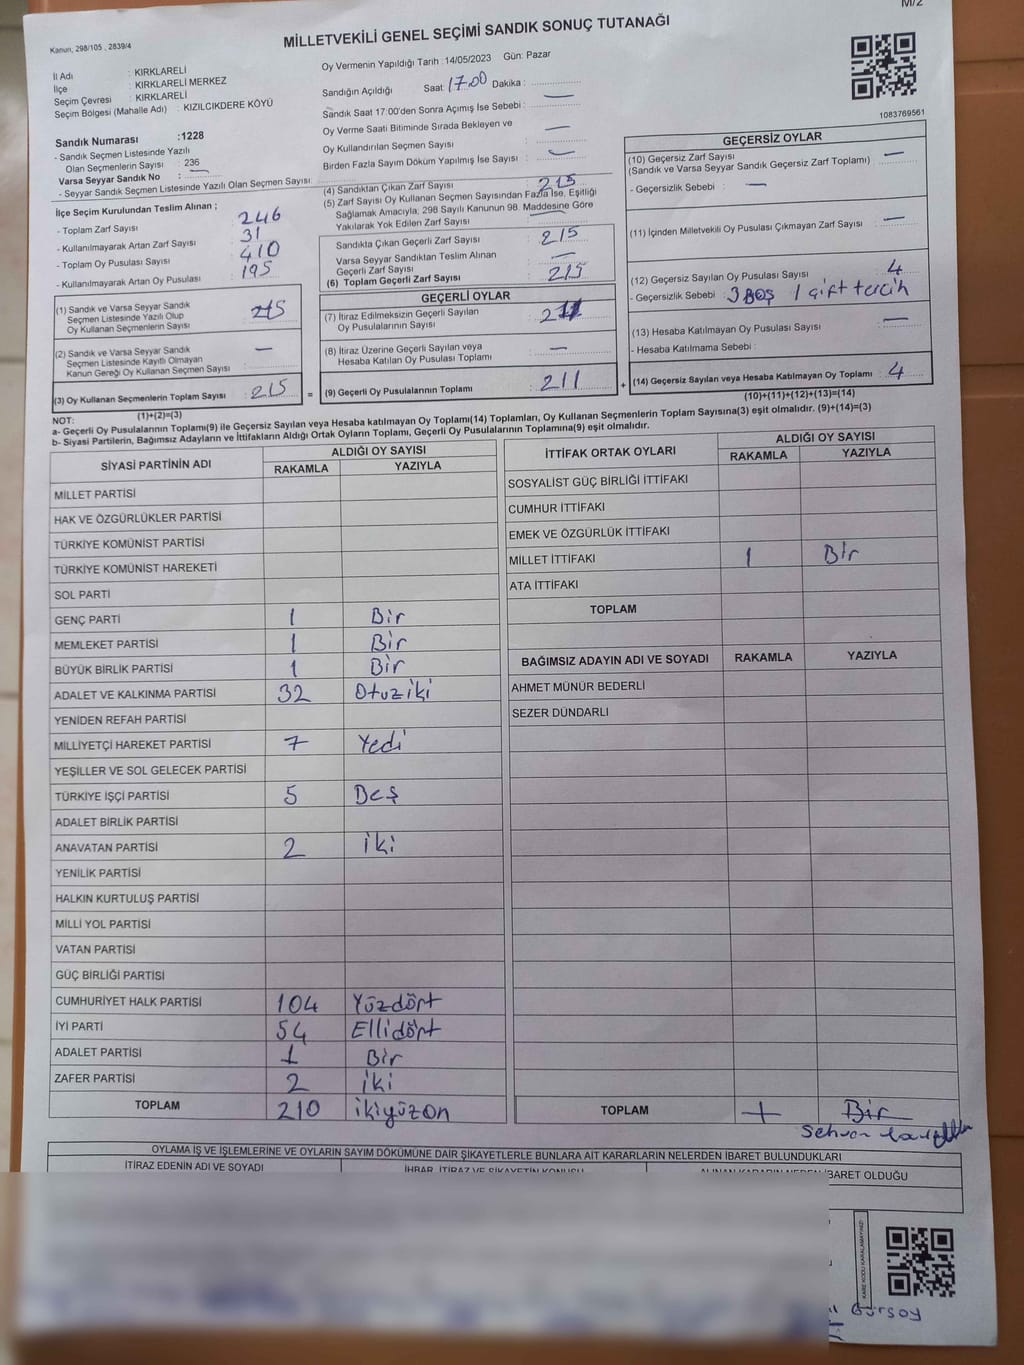 M/2
Kanun; 298/105 , 2839/4
MİLLETVEKİLİ GENEL SEÇİMİ SANDIK SONUÇ TUTANAĞI
İl Adı : KIRKLARELİ
İlçe : KIRKLARELİ MERKEZ
Seçim Çevresi : KIRKLARELİ
Seçim Bölgesi (Mahalle Adı) : KIZILCIKDERE KÖYÜ
Sandık Numarası :1228
- Sandık Seçmen Listesinde Yazılı
Olan Seçmenlerin Sayısı : 236
Varsa Seyyar Sandık No : —
- Seyyar Sandık Seçmen Listesinde Yazılı Olan Seçmen Sayısı:
Oy Vermenin Yapıldığı Tarih :14/05/2023 Gün: Pazar
Sandığın Açıldığı Saat: 17.00 Dakika : —
Sandık Saat 17:00'den Sonra Açımış İse Sebebi : —
Oy Verme Saati Bitiminde Sırada Bekleyen ve
Oy Kullandırılan Seçmen Sayısı : —
Birden Fazla Sayım Döküm Yapılmış İse Sayısı : —
1083769561
İlçe Seçim Kurulundan Teslim Alınan ;
- Toplam Zarf Sayısı : 246
- Kullanılmayarak Artan Zarf Sayısı : 31
- Toplam Oy Pusulası Sayısı : 410
- Kullanılmayarak Artan Oy Pusulası : 195
(1) Sandık ve Varsa Seyyar Sandık
Seçmen Listesinde Yazılı Olup
Oy Kullanan Seçmenlerin Sayısı : 215
(2) Sandık ve Varsa Seyyar Sandık
Seçmen Listesinde Kayıtlı Olmayan
Kanun Gereği Oy Kullanan Seçmen Sayısı : —
(3) Oy Kullanan Seçmenlerin Toplam Sayısı : 215
(1)+(2)=(3)
(4) Sandıktan Çıkan Zarf Sayısı : 215
(5) Zarf Sayısı Oy Kullanan Seçmen Sayısından Fazla İse, Eşitliği
Sağlamak Amacıyla; 298 Sayılı Kanunun 98. Maddesine Göre
Yakılarak Yok Edilen Zarf Sayısı : —
Sandıkta Çıkan Geçerli Zarf Sayısı : 215
Varsa Seyyar Sandıktan Teslim Alınan
Geçerli Zarf Sayısı : —
(6) Toplam Geçerli Zarf Sayısı : 215
GEÇERLİ OYLAR
(7) İtiraz Edilmeksizin Geçerli Sayılan
Oy Pusulalarının Sayısı : 211
(8) İtiraz Üzerine Geçerli Sayılan veya
Hesaba Katılan Oy Pusulası Toplamı : —
= (9) Geçerli Oy Pusulalarının Toplamı : 211
GEÇERSİZ OYLAR
(10) Geçersiz Zarf Sayısı : —
(Sandık ve Varsa Seyyar Sandık Geçersiz Zarf Toplamı)
- Geçersizlik Sebebi : —
(11) İçinden Milletvekili Oy Pusulası Çıkmayan Zarf Sayısı : —
(12) Geçersiz Sayılan Oy Pusulası Sayısı : 4
- Geçersizlik Sebebi : 3 BOŞ 1 çift tercih
(13) Hesaba Katılmayan Oy Pusulası Sayısı : —
- Hesaba Katılmama Sebebi :
+ (14) Geçersiz Sayılan veya Hesaba Katılmayan Oy Toplamı : 4
(10)+(11)+(12)+(13)=(14)
NOT:
a- Geçerli Oy Pusulalarının Toplamı(9) ile Geçersiz Sayılan veya Hesaba katılmayan Oy Toplamı(14) Toplamları, Oy Kullanan Seçmenlerin Toplam Sayısına(3) eşit olmalıdır. (9)+(14)=(3)
b- Siyasi Partilerin, Bağımsız Adayların ve İttifakların Aldığı Ortak Oyların Toplamı, Geçerli Oy Pusulalarının Toplamına(9) eşit olmalıdır.
SİYASİ PARTİNİN ADI
ALDIĞI OY SAYISI
RAKAMLA YAZIYLA
MİLLET PARTİSİ
HAK VE ÖZGÜRLÜKLER PARTİSİ
TÜRKİYE KOMÜNİST PARTİSİ
TÜRKİYE KOMÜNİST HAREKETİ
SOL PARTİ
GENÇ PARTİ 1 Bir
MEMLEKET PARTİSİ 1 Bir
BÜYÜK BİRLİK PARTİSİ 1 Bir
ADALET VE KALKINMA PARTİSİ 32 Otuziki
YENİDEN REFAH PARTİSİ
MİLLİYETÇİ HAREKET PARTİSİ 7 Yedi
YEŞİLLER VE SOL GELECEK PARTİSİ
TÜRKİYE İŞÇİ PARTİSİ 5 Beş
ADALET BİRLİK PARTİSİ
ANAVATAN PARTİSİ 2 iki
YENİLİK PARTİSİ
HALKIN KURTULUŞ PARTİSİ
MİLLİ YOL PARTİSİ
VATAN PARTİSİ
GÜÇ BİRLİĞİ PARTİSİ
CUMHURİYET HALK PARTİSİ 104 Yüzdört
İYİ PARTİ 54 Ellidört
ADALET PARTİSİ 1 Bir
ZAFER PARTİSİ 2 iki
TOPLAM 210 ikiyüzon
İTTİFAK ORTAK OYLARI
ALDIĞI OY SAYISI
RAKAMLA YAZIYLA
SOSYALİST GÜÇ BİRLİĞİ İTTİFAKI
CUMHUR İTTİFAKI
EMEK VE ÖZGÜRLÜK İTTİFAKI
MİLLET İTTİFAKI 1 Bir
ATA İTTİFAKI
TOPLAM
BAĞIMSIZ ADAYIN ADI VE SOYADI RAKAMLA YAZIYLA
AHMET MÜNÜR BEDERLİ
SEZER DÜNDARLI
TOPLAM 1 Bir
Sehven
OYLAMA İŞ VE İŞLEMLERİNE VE OYLARIN SAYIM DÖKÜMÜNE DAİR ŞİKAYETLERLE BUNLARA AİT KARARLARIN NELERDEN İBARET BULUNDUKLARI
İTİRAZ EDENİN ADI VE SOYADI İHBAR, İTİRAZ VE ŞİKAYETİN KONUSU ALINAN KARARIN NEDEN İBARET OLDUĞU
KARE KODU KARALAMAYINIZ!
Gürsoy